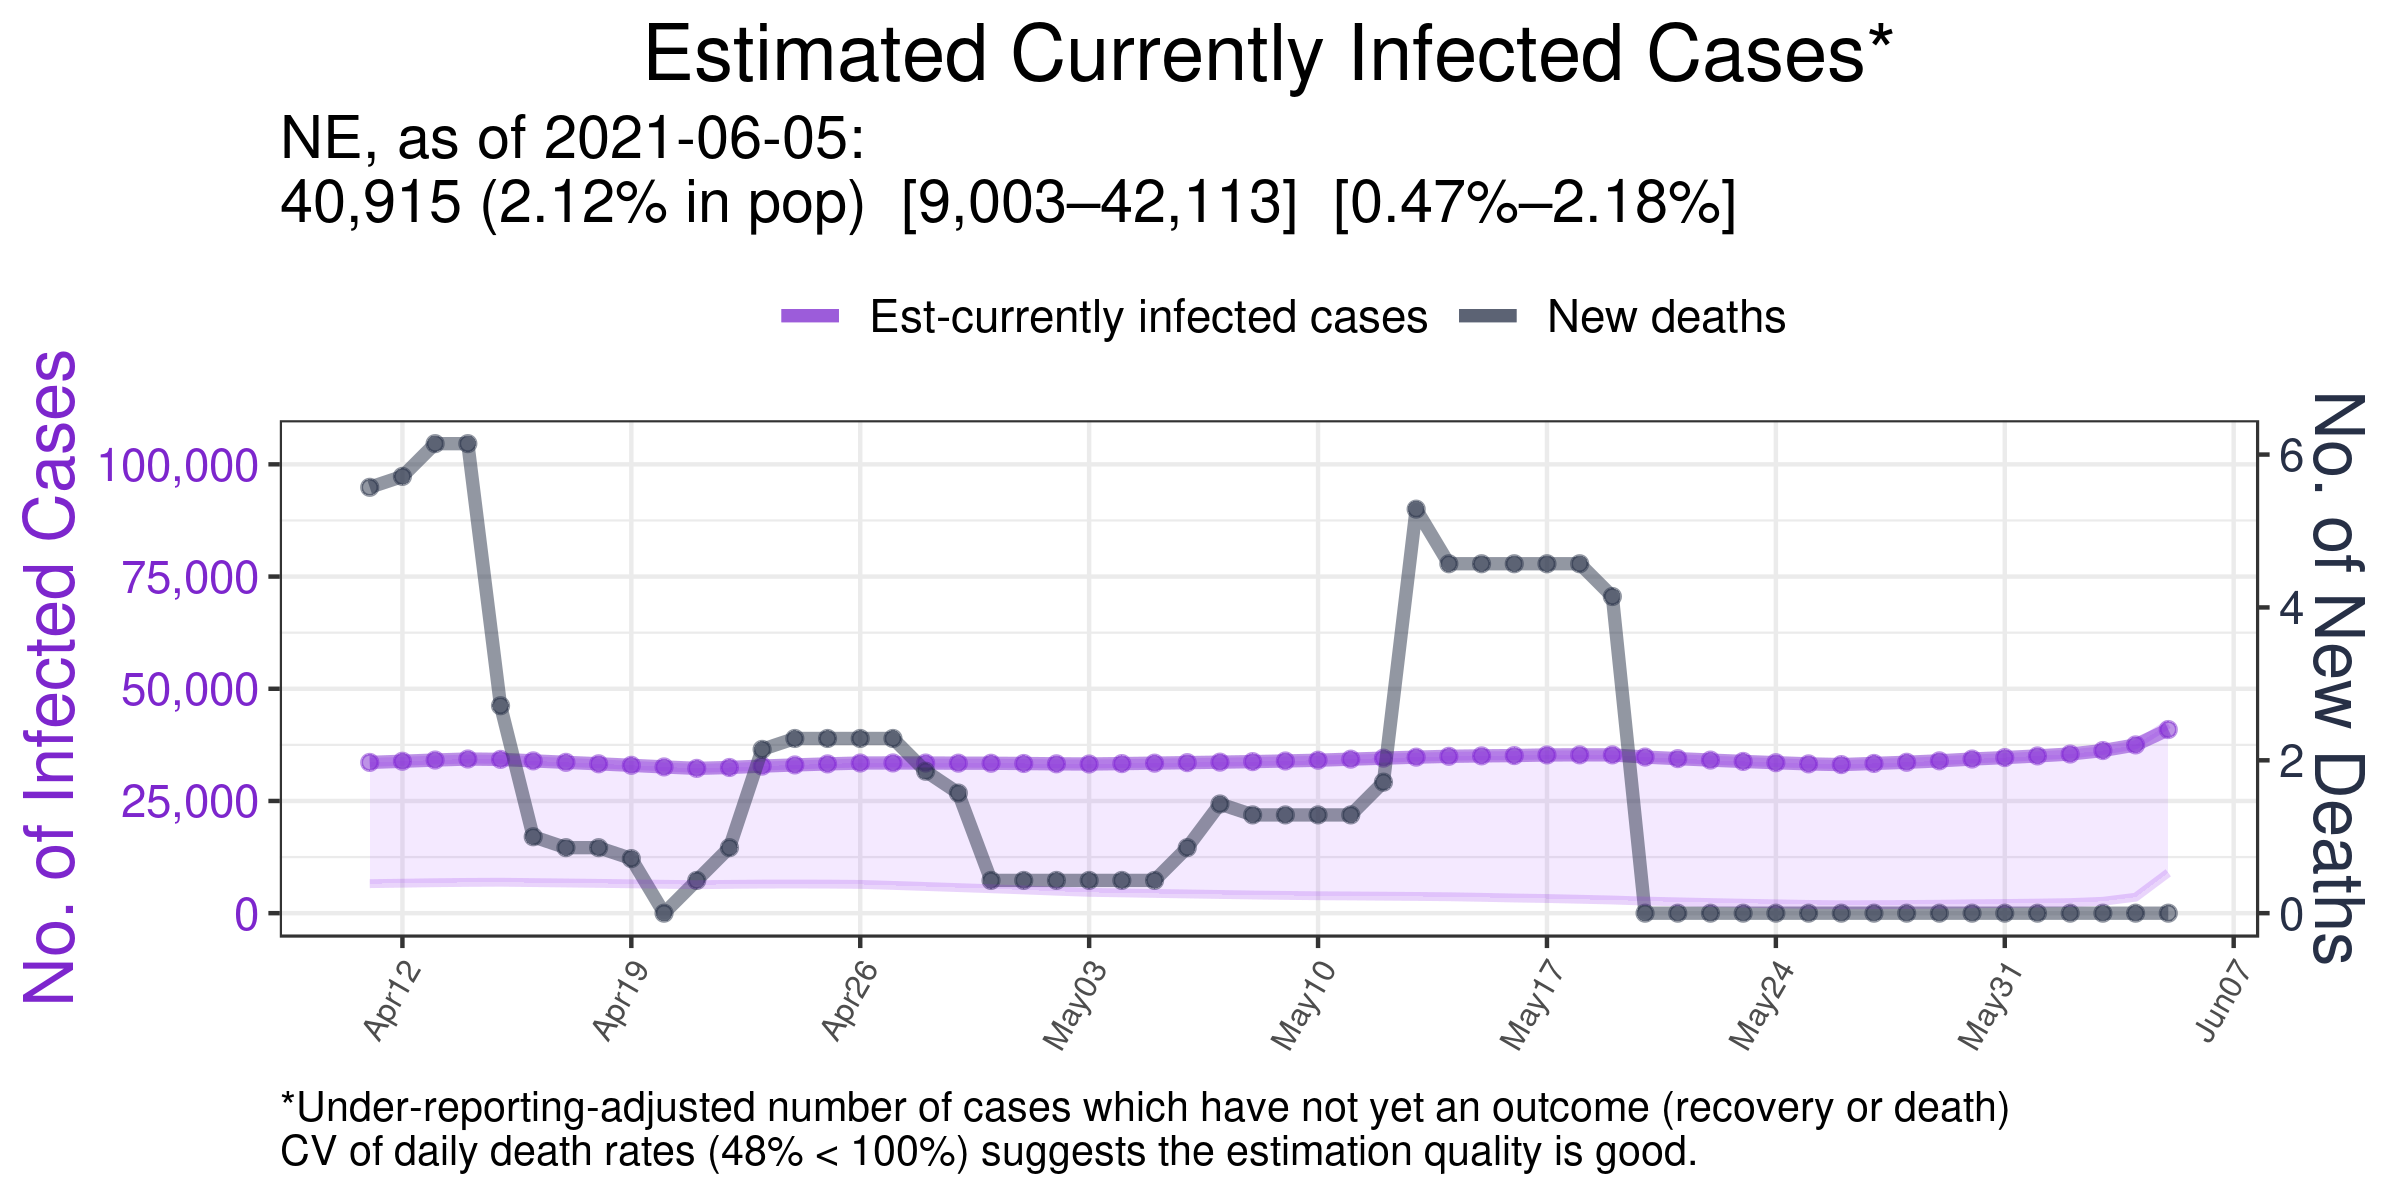 Estimated Currently Infected Cases*
NE, as of 2021-06-05:
40,915 (2.12% in pop)  [9,003–42,113]  [0.47%–2.18%]
Est-currently infected cases
New deaths
No. of Infected Cases
100,000
75,000
50,000
25,000
0
No. of New Deaths
6
4
2
0
Apr12
Apr19
Apr26
May03
May10
May17
May24
May31
Jun07
*Under-reporting-adjusted number of cases which have not yet an outcome (recovery or death)
CV of daily death rates (48% < 100%) suggests the estimation quality is good.